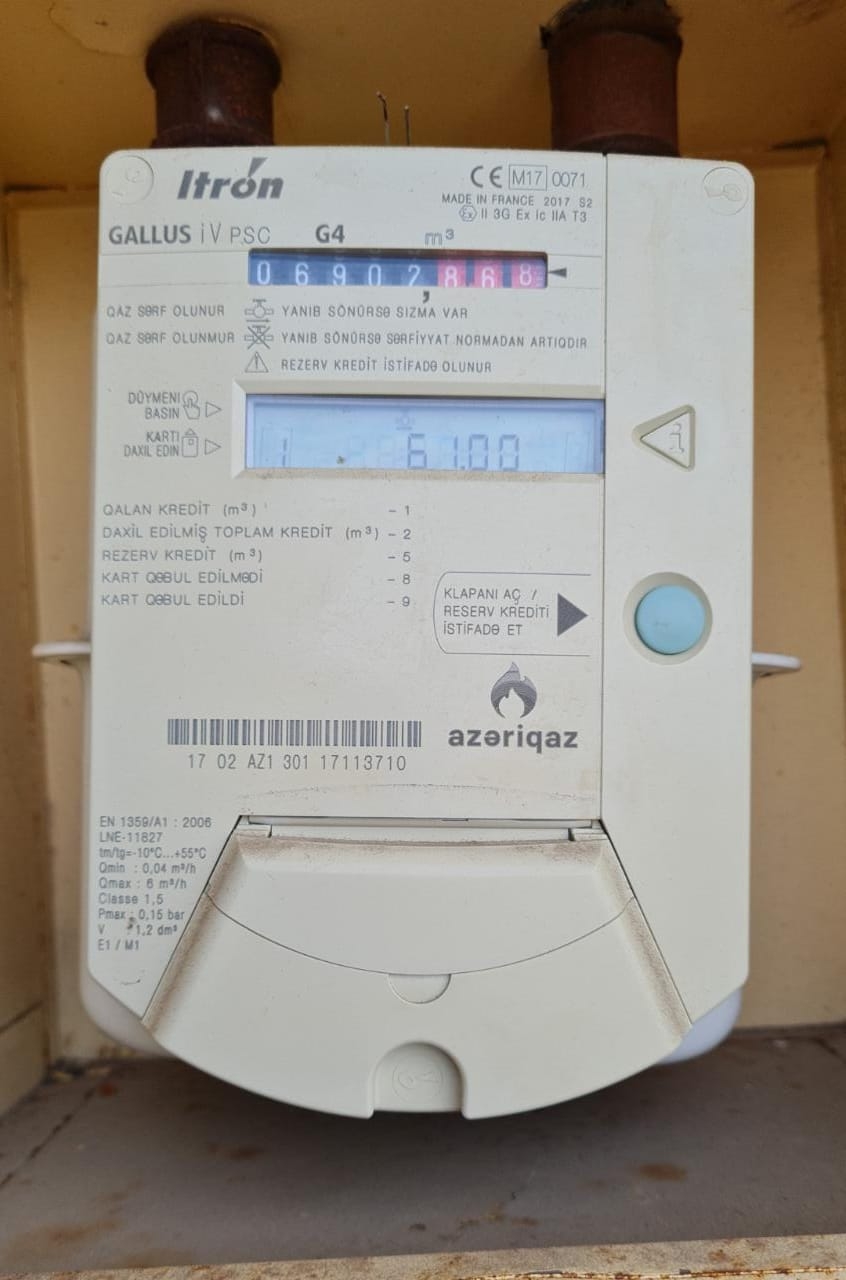 Itrón
CE M17 0071
MADE IN FRANCE 2017 S2
Ex II 3G Ex ic IIA T3
GALLUS iV PSC G4 m³
0 6 9 0 2 , 8 6 8
QAZ SƏRF OLUNUR YANIB SÖNÜRSƏ SIZMA VAR
QAZ SƏRF OLUNMUR YANIB SÖNÜRSƏ SƏRFİYYAT NORMADAN ARTIQDIR
REZERV KREDİT İSTİFADƏ OLUNUR
DÜYMENİ
BASIN
KARTI
DAXIL EDIN
1 61.00
QALAN KREDİT (m³) - 1
DAXİL EDİLMİŞ TOPLAM KREDİT (m³) - 2
REZERV KREDİT (m³) - 5
KART QƏBUL EDİLMƏDİ - 8
KART QƏBUL EDİLDİ - 9
KLAPANI AÇ /
RESERV KREDİTİ
İSTİFADƏ ET
azəriqaz
17 02 AZ1 301 17113710
EN 1359/A1 : 2006
LNE-11827
tm/tg=-10°C...+55°C
Qmin : 0,04 m³/h
Qmax : 6 m³/h
Classe 1,5
Pmax : 0,15 bar
V : 1,2 dm³
E1 / M1